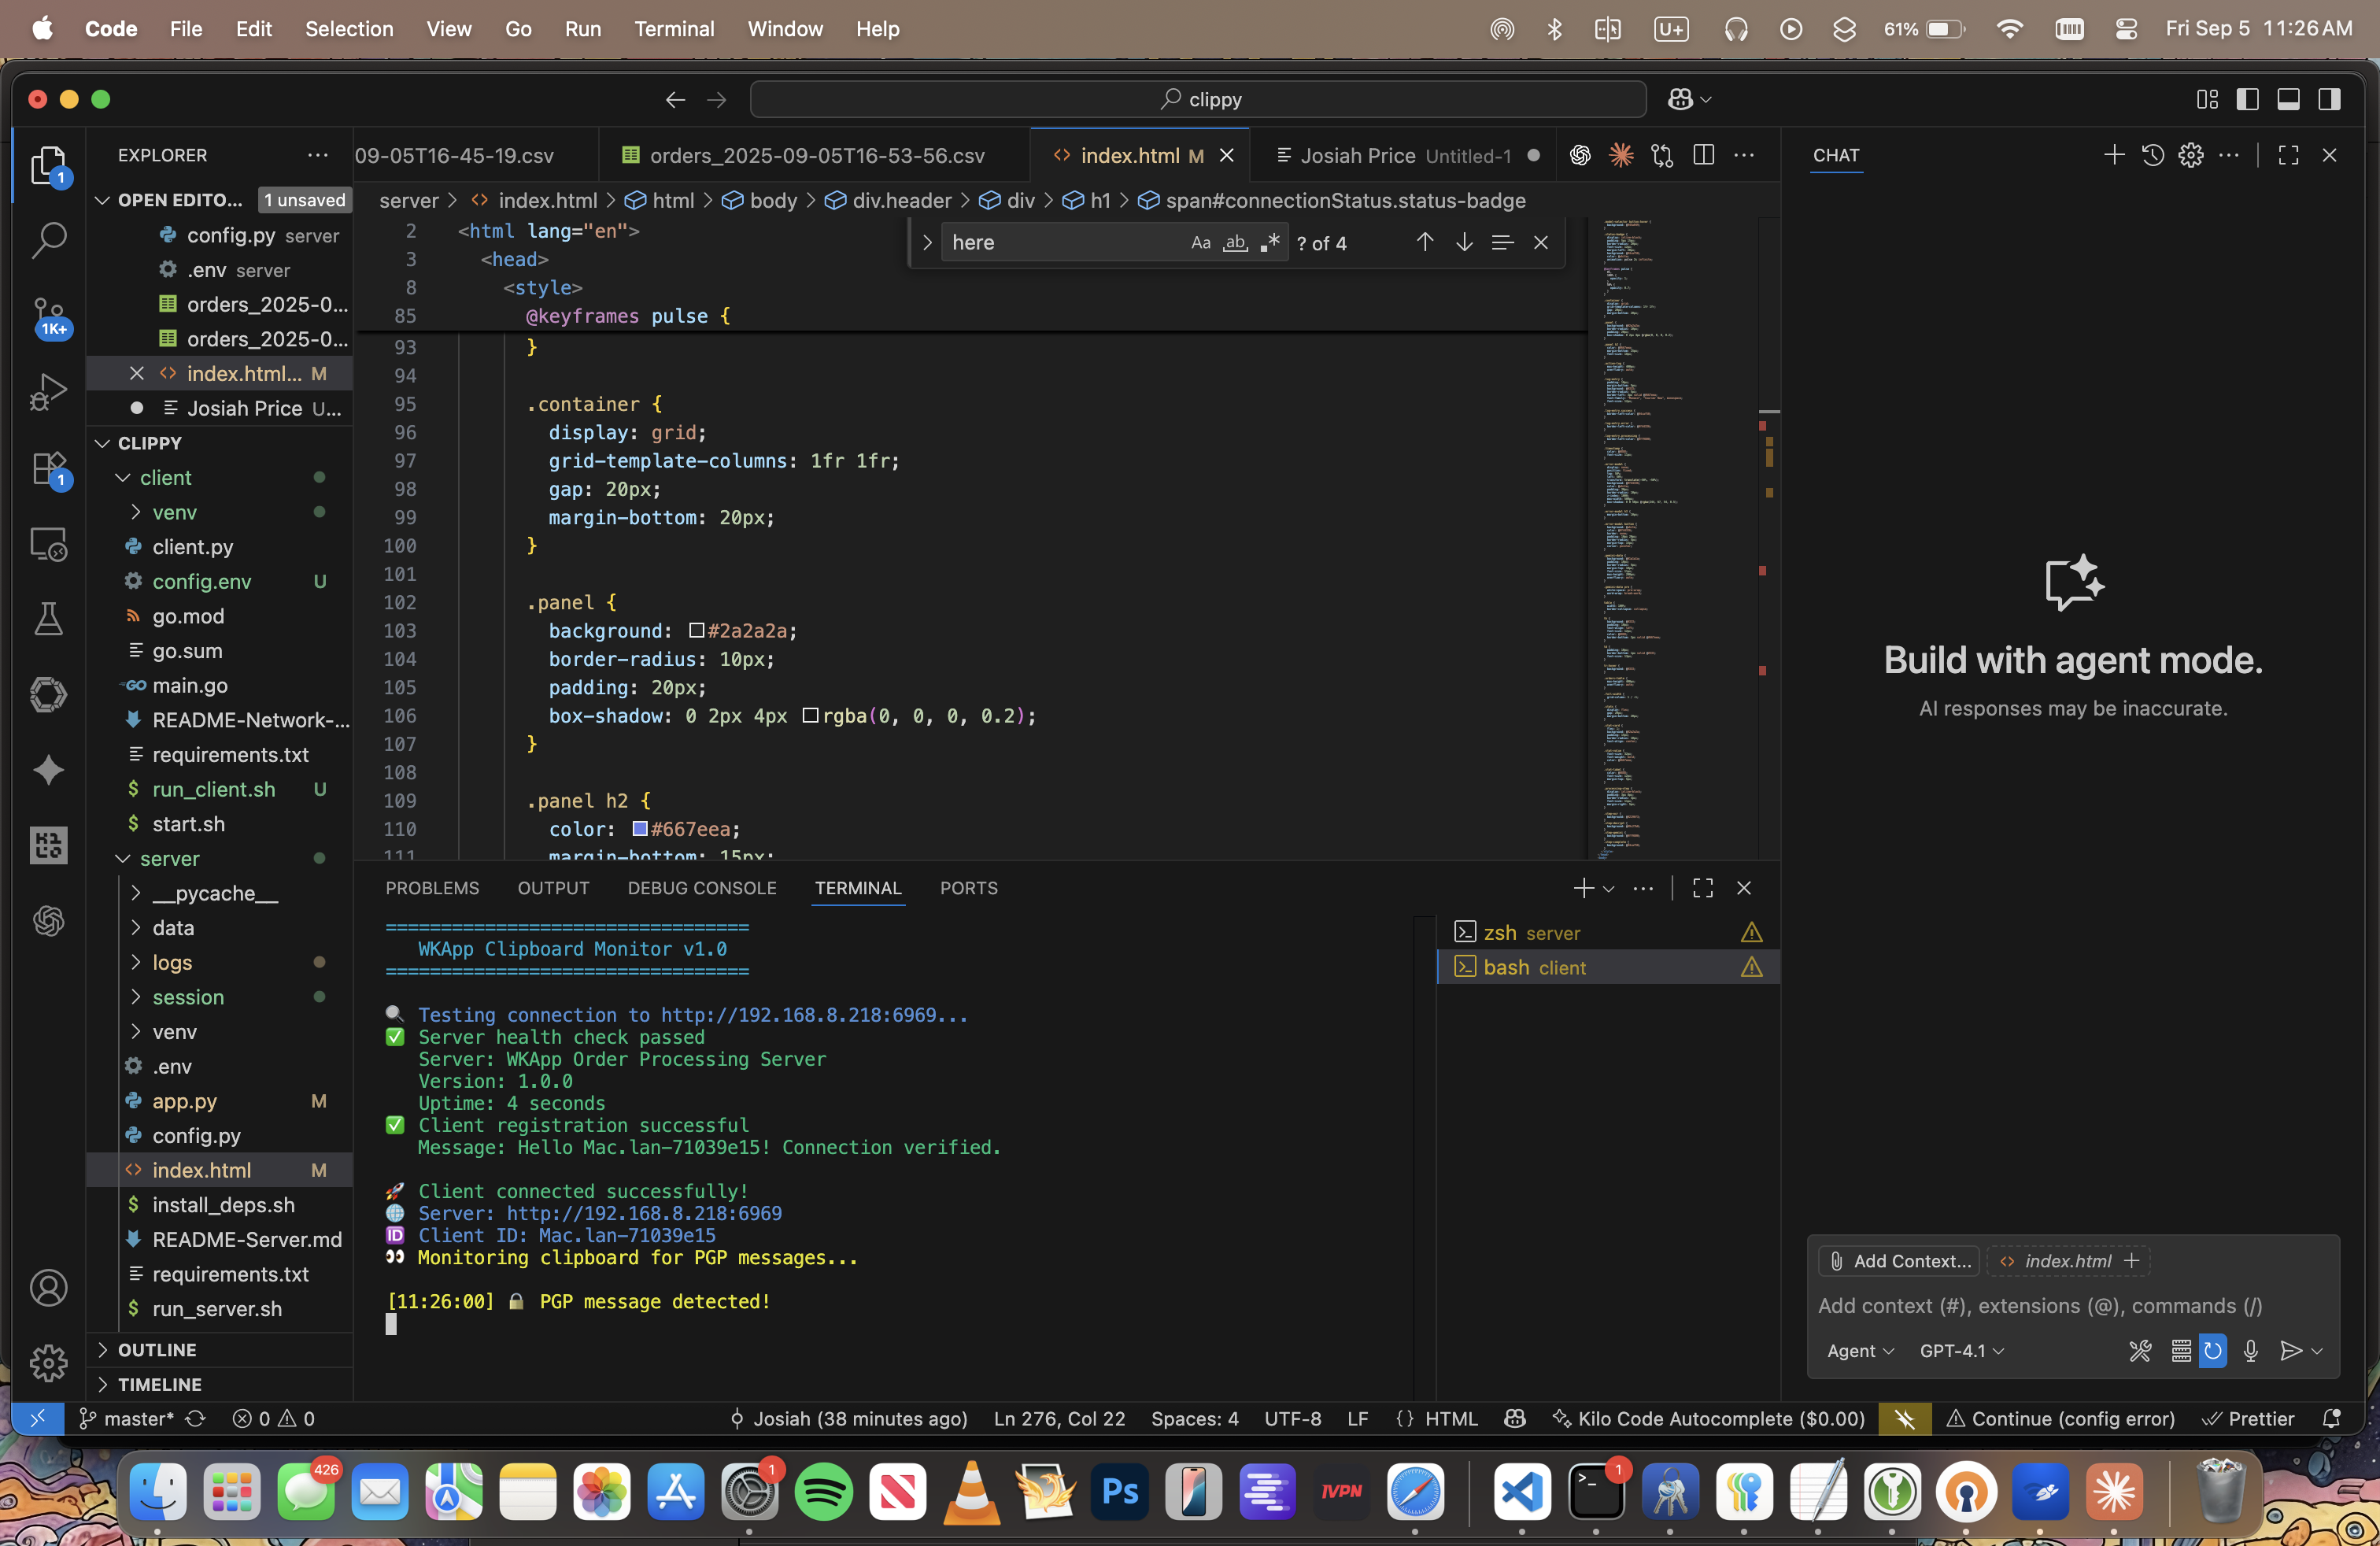 Code File Edit Selection View Go Run Terminal Window Help
U+ 61% Fri Sep 5 11:26 AM
clippy
EXPLORER
09-05T16-45-19.csv
orders_2025-09-05T16-53-56.csv
index.html M
Josiah Price Untitled-1
CHAT
OPEN EDITO... 1 unsaved
config.py server
.env server
orders_2025-0...
orders_2025-0...
index.html... M
Josiah Price U...
CLIPPY
client
venv
client.py
config.env U
go.mod
go.sum
main.go
README-Network-...
requirements.txt
run_client.sh U
start.sh
server
__pycache__
data
logs
session
venv
.env
app.py M
config.py
index.html M
install_deps.sh
README-Server.md
requirements.txt
run_server.sh
OUTLINE
TIMELINE
1
1K+
1
server > index.html > html > body > div.header > div > h1 > span#connectionStatus.status-badge
here Aa ab .* ? of 4
2 <html lang="en">
3 <head>
8 <style>
85 @keyframes pulse {
93 }
94
95 .container {
96 display: grid;
97 grid-template-columns: 1fr 1fr;
98 gap: 20px;
99 margin-bottom: 20px;
100 }
101
102 .panel {
103 background: #2a2a2a;
104 border-radius: 10px;
105 padding: 20px;
106 box-shadow: 0 2px 4px rgba(0, 0, 0, 0.2);
107 }
108
109 .panel h2 {
110 color: #667eea;
111 margin-bottom: 15px;
PROBLEMS OUTPUT DEBUG CONSOLE TERMINAL PORTS
=================================
WKApp Clipboard Monitor v1.0
=================================
Testing connection to http://192.168.8.218:6969...
Server health check passed
Server: WKApp Order Processing Server
Version: 1.0.0
Uptime: 4 seconds
Client registration successful
Message: Hello Mac.lan-71039e15! Connection verified.
Client connected successfully!
Server: http://192.168.8.218:6969
ID Client ID: Mac.lan-71039e15
Monitoring clipboard for PGP messages...
[11:26:00] PGP message detected!
zsh server
bash client
Build with agent mode.
AI responses may be inaccurate.
Add Context... index.html
Add context (#), extensions (@), commands (/)
Agent GPT-4.1
master* 0 0 Josiah (38 minutes ago) Ln 276, Col 22 Spaces: 4 UTF-8 LF {} HTML Kilo Code Autocomplete ($0.00) Continue (config error) Prettier
426
1
Ps
IVPN
1